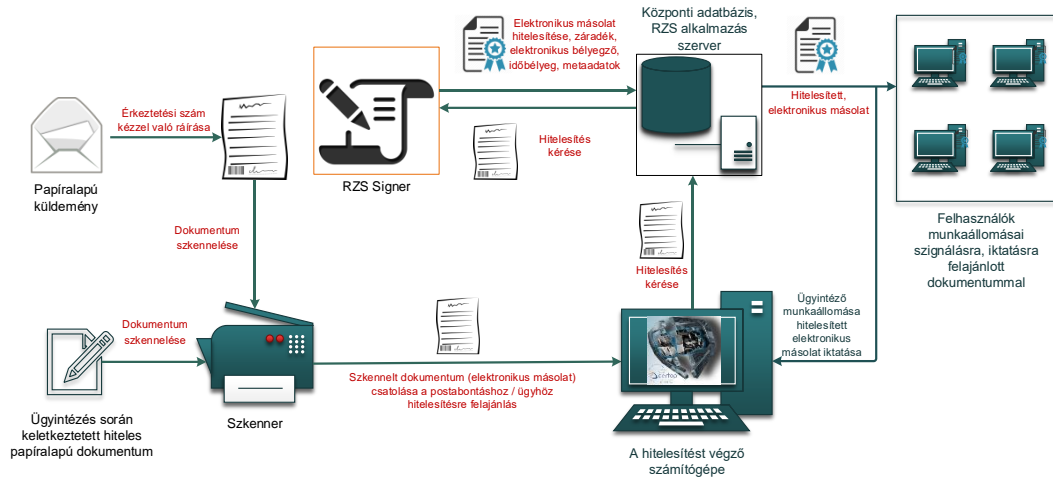 Elektronikus másolat
hitelesítése, záradék,
elektronikus bélyegző,
időbélyeg, metaadatok
Központi adatbázis,
RZS alkalmazás
szerver
Érkeztetési szám
kézzel való ráírása
Hitelesített,
elektronikus másolat
Hitelesítés
kérése
Papíralapú
küldemény
RZS Signer
Dokumentum
szkennelése
Hitelesítés
kérése
Felhasználók
munkaállomásai
szignálásra, iktatásra
felajánlott
dokumentummal
Dokumentum
szkennelése
Ügyintéző
munkaállomása
hitelesített
elektronikus
másolat iktatása
Szkennelt dokumentum (elektronikus másolat)
csatolása a postabontáshoz / ügyhöz
hitelesítésre felajánlás
Ügyintézés során
keletkeztetett hiteles
papíralapú dokumentum
Szkenner
A hitelesítést végző
számítógépe